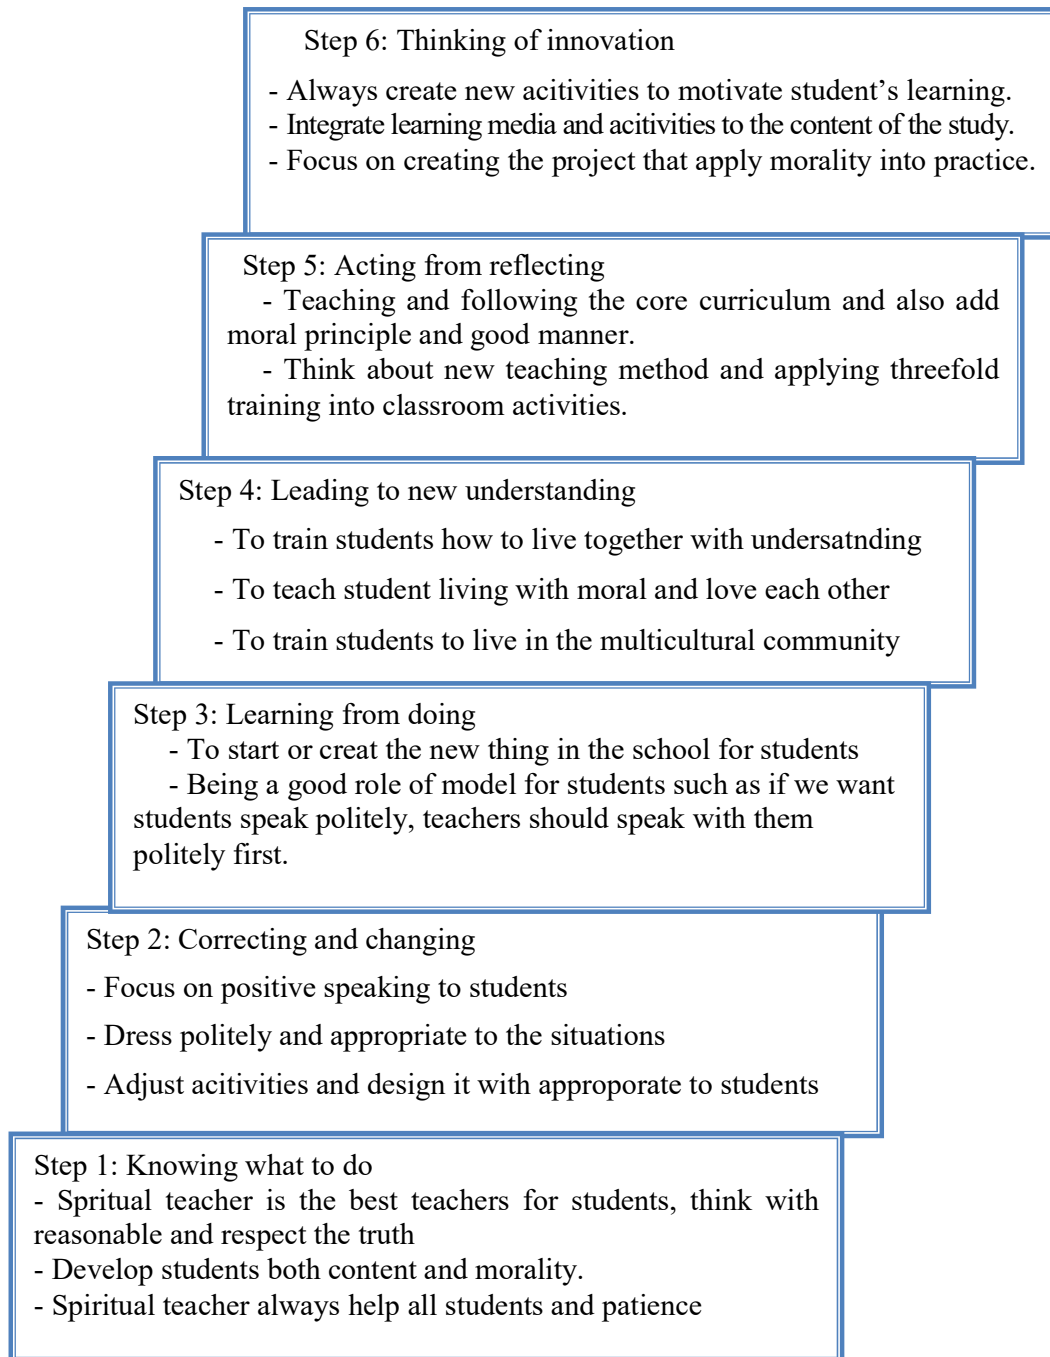 Step 6: Thinking of innovation
- Always create new acitivities to motivate student’s learning.
- Integrate learning media and acitivities to the content of the study.
- Focus on creating the project that apply morality into practice.
Step 5: Acting from reflecting
- Teaching and following the core curriculum and also add
moral principle and good manner.
- Think about new teaching method and applying threefold
training into classroom activities.
Step 4: Leading to new understanding
- To train students how to live together with undersatnding
- To teach student living with moral and love each other
- To train students to live in the multicultural community
Step 3: Learning from doing
- To start or creat the new thing in the school for students
- Being a good role of model for students such as if we want
students speak politely, teachers should speak with them
politely first.
Step 2: Correcting and changing
- Focus on positive speaking to students
- Dress politely and appropriate to the situations
- Adjust acitivities and design it with approporate to students
Step 1: Knowing what to do
- Spritual teacher is the best teachers for students, think with
reasonable and respect the truth
- Develop students both content and morality.
- Spiritual teacher always help all students and patience